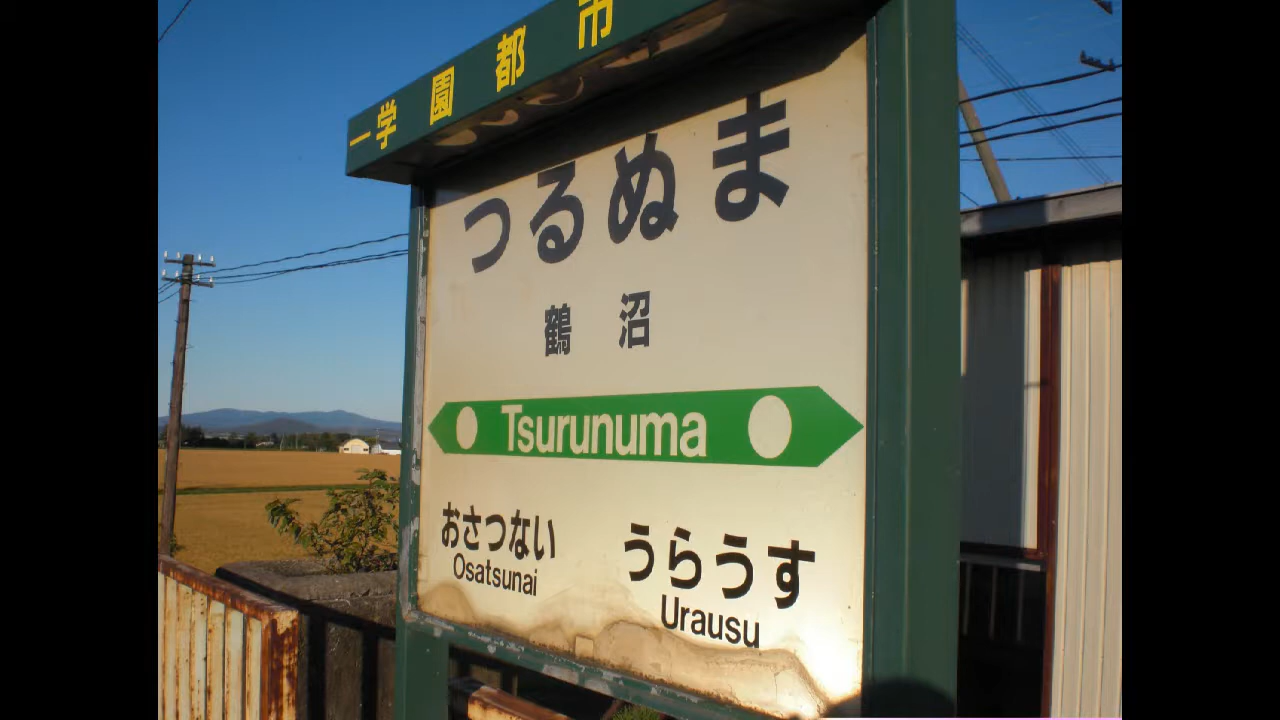 一学園都市
つるぬま
鶴沼
Tsurunuma
おさつない
Osatsunai
うらうす
Urausu